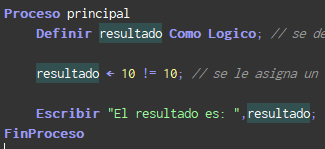 Proceso principal
Definir resultado Como Logico; // se de
resultado ← 10 != 10; // se le asigna un
Escribir "El resultado es: ",resultado;
FinProceso